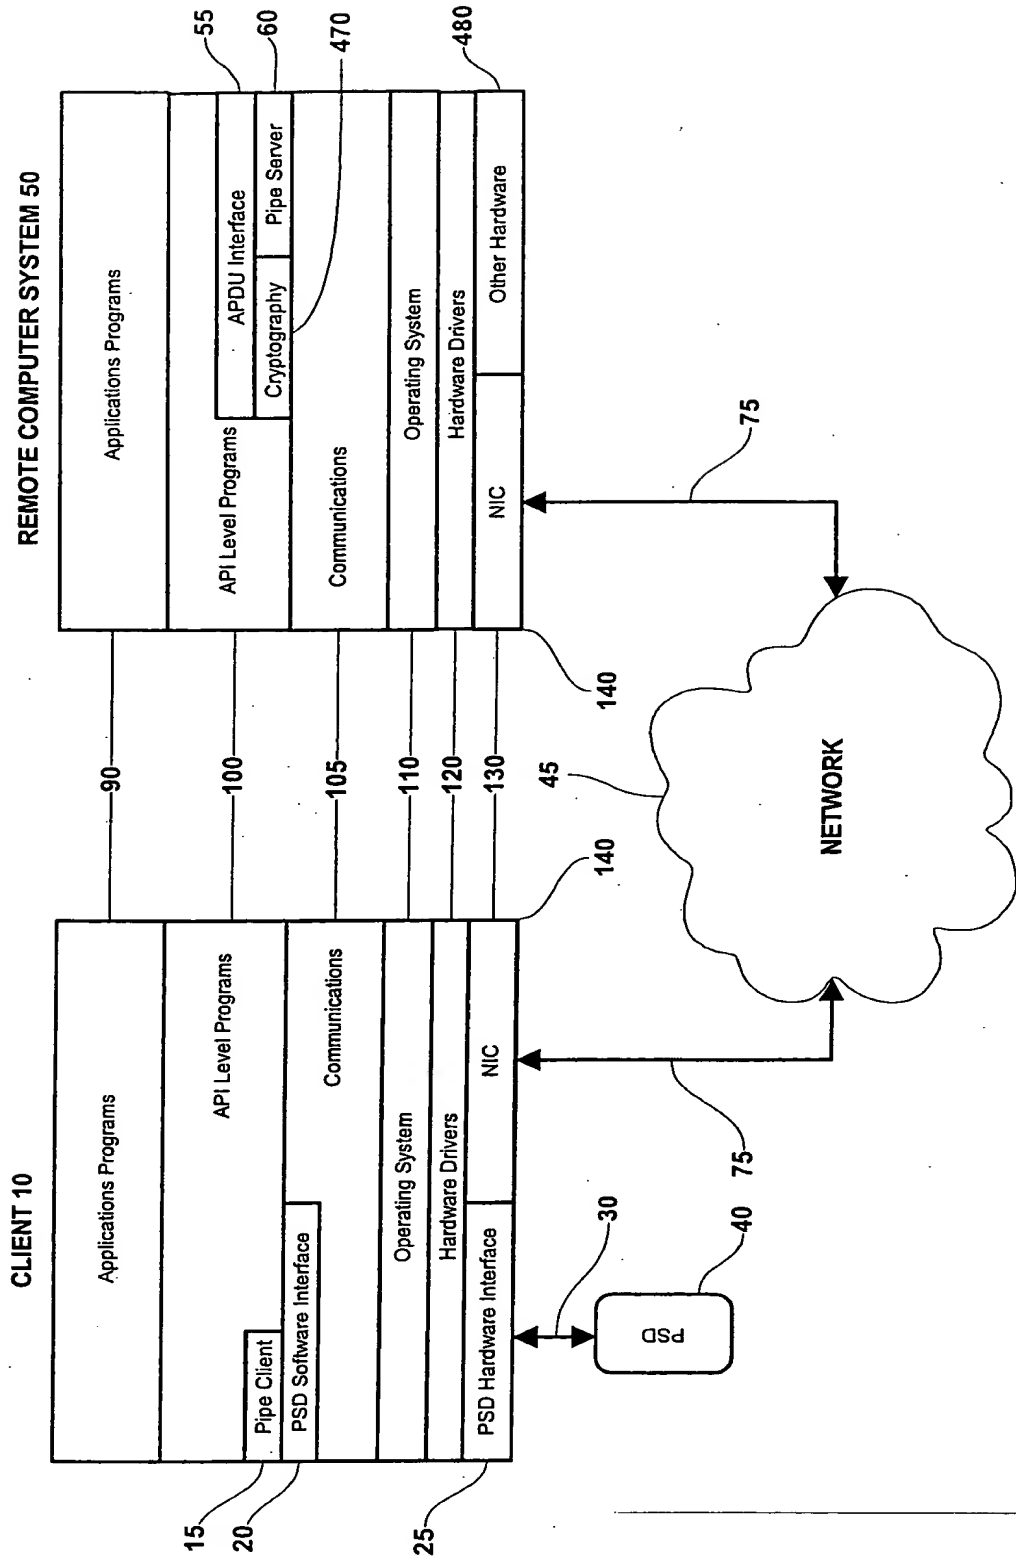 CLIENT 10
Applications Programs
API Level Programs
Pipe Client
PSD Software Interface
Communications
Operating System
Hardware Drivers
PSD Hardware Interface
NIC
15
20
25
30
PSD
40
75
90
100
105
110
120
130
140
45
NETWORK
REMOTE COMPUTER SYSTEM 50
Applications Programs
API Level Programs
APDU Interface
Cryptography
Pipe Server
Communications
Operating System
Hardware Drivers
NIC
Other Hardware
55
60
470
480
140
75